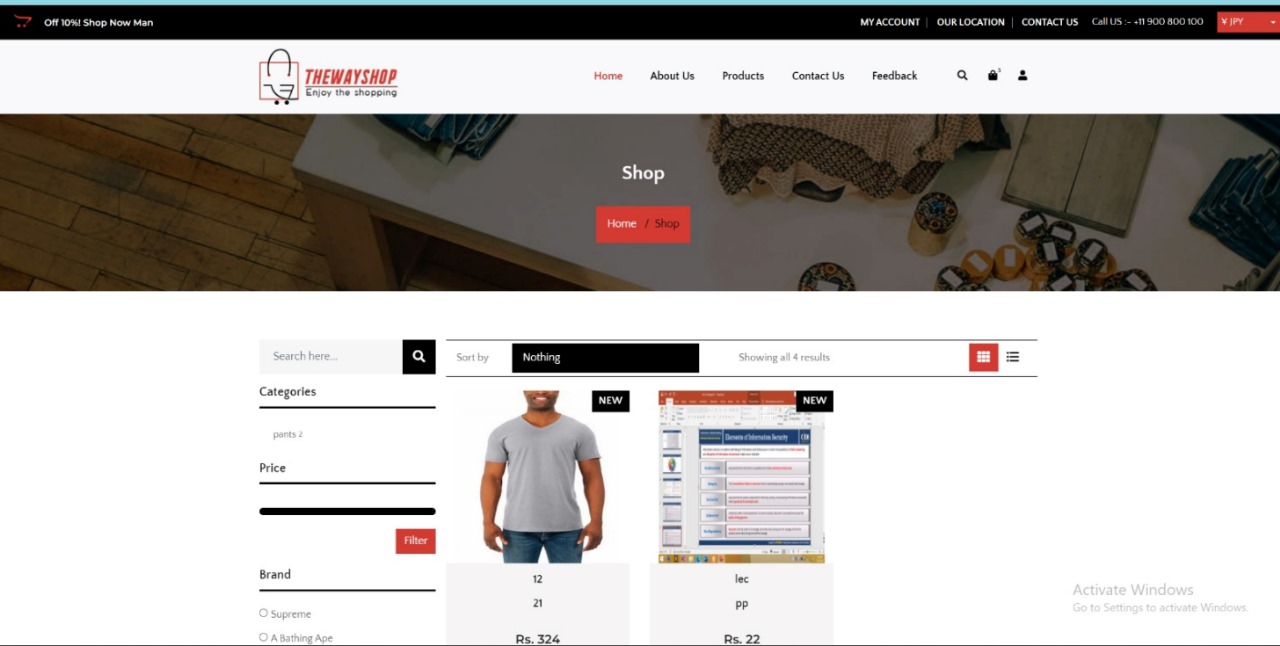 Off 10%! Shop Now Man
MY ACCOUNT
OUR LOCATION
CONTACT US
Call US :- +11 900 800 100
¥ JPY
THEWAYSHOP
Enjoy the shopping
Home
About Us
Products
Contact Us
Feedback
Shop
Home / Shop
Search here...
Sort by
Nothing
Showing all 4 results
Categories
pants 2
Price
Filter
Brand
Supreme
A Bathing Ape
NEW
12
21
Rs. 324
NEW
Elements of Information Security
lec
pp
Rs. 22
Activate Windows
Go to Settings to activate Windows.